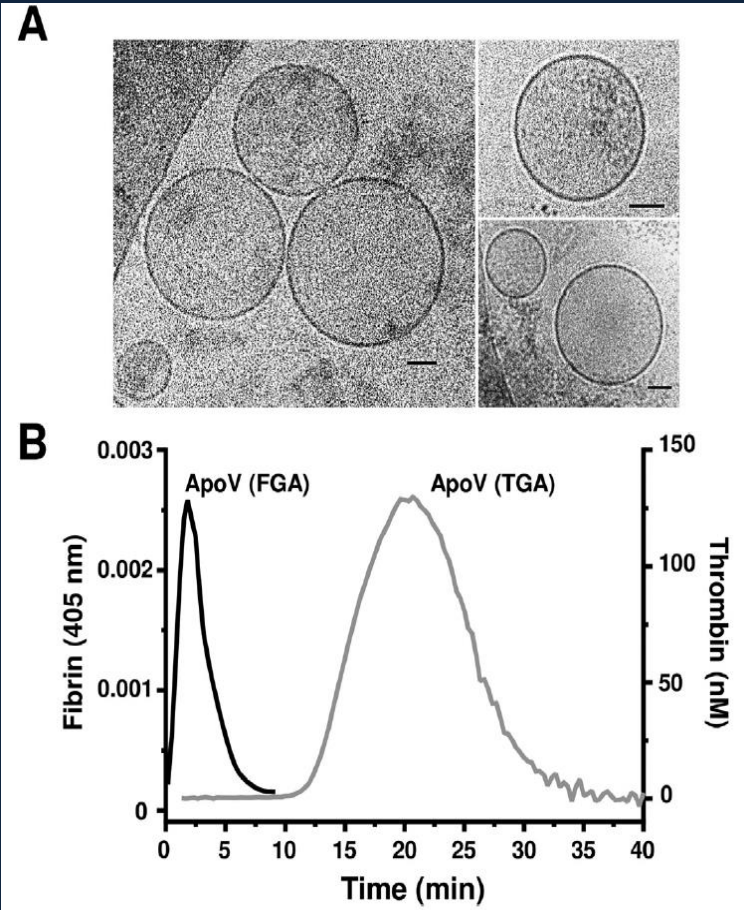 A
B
ApoV (FGA)
ApoV (TGA)
Fibrin (405 nm)
0.003
0.002
0.001
0
Thrombin (nM)
150
100
50
0
0 5 10 15 20 25 30 35 40
Time (min)